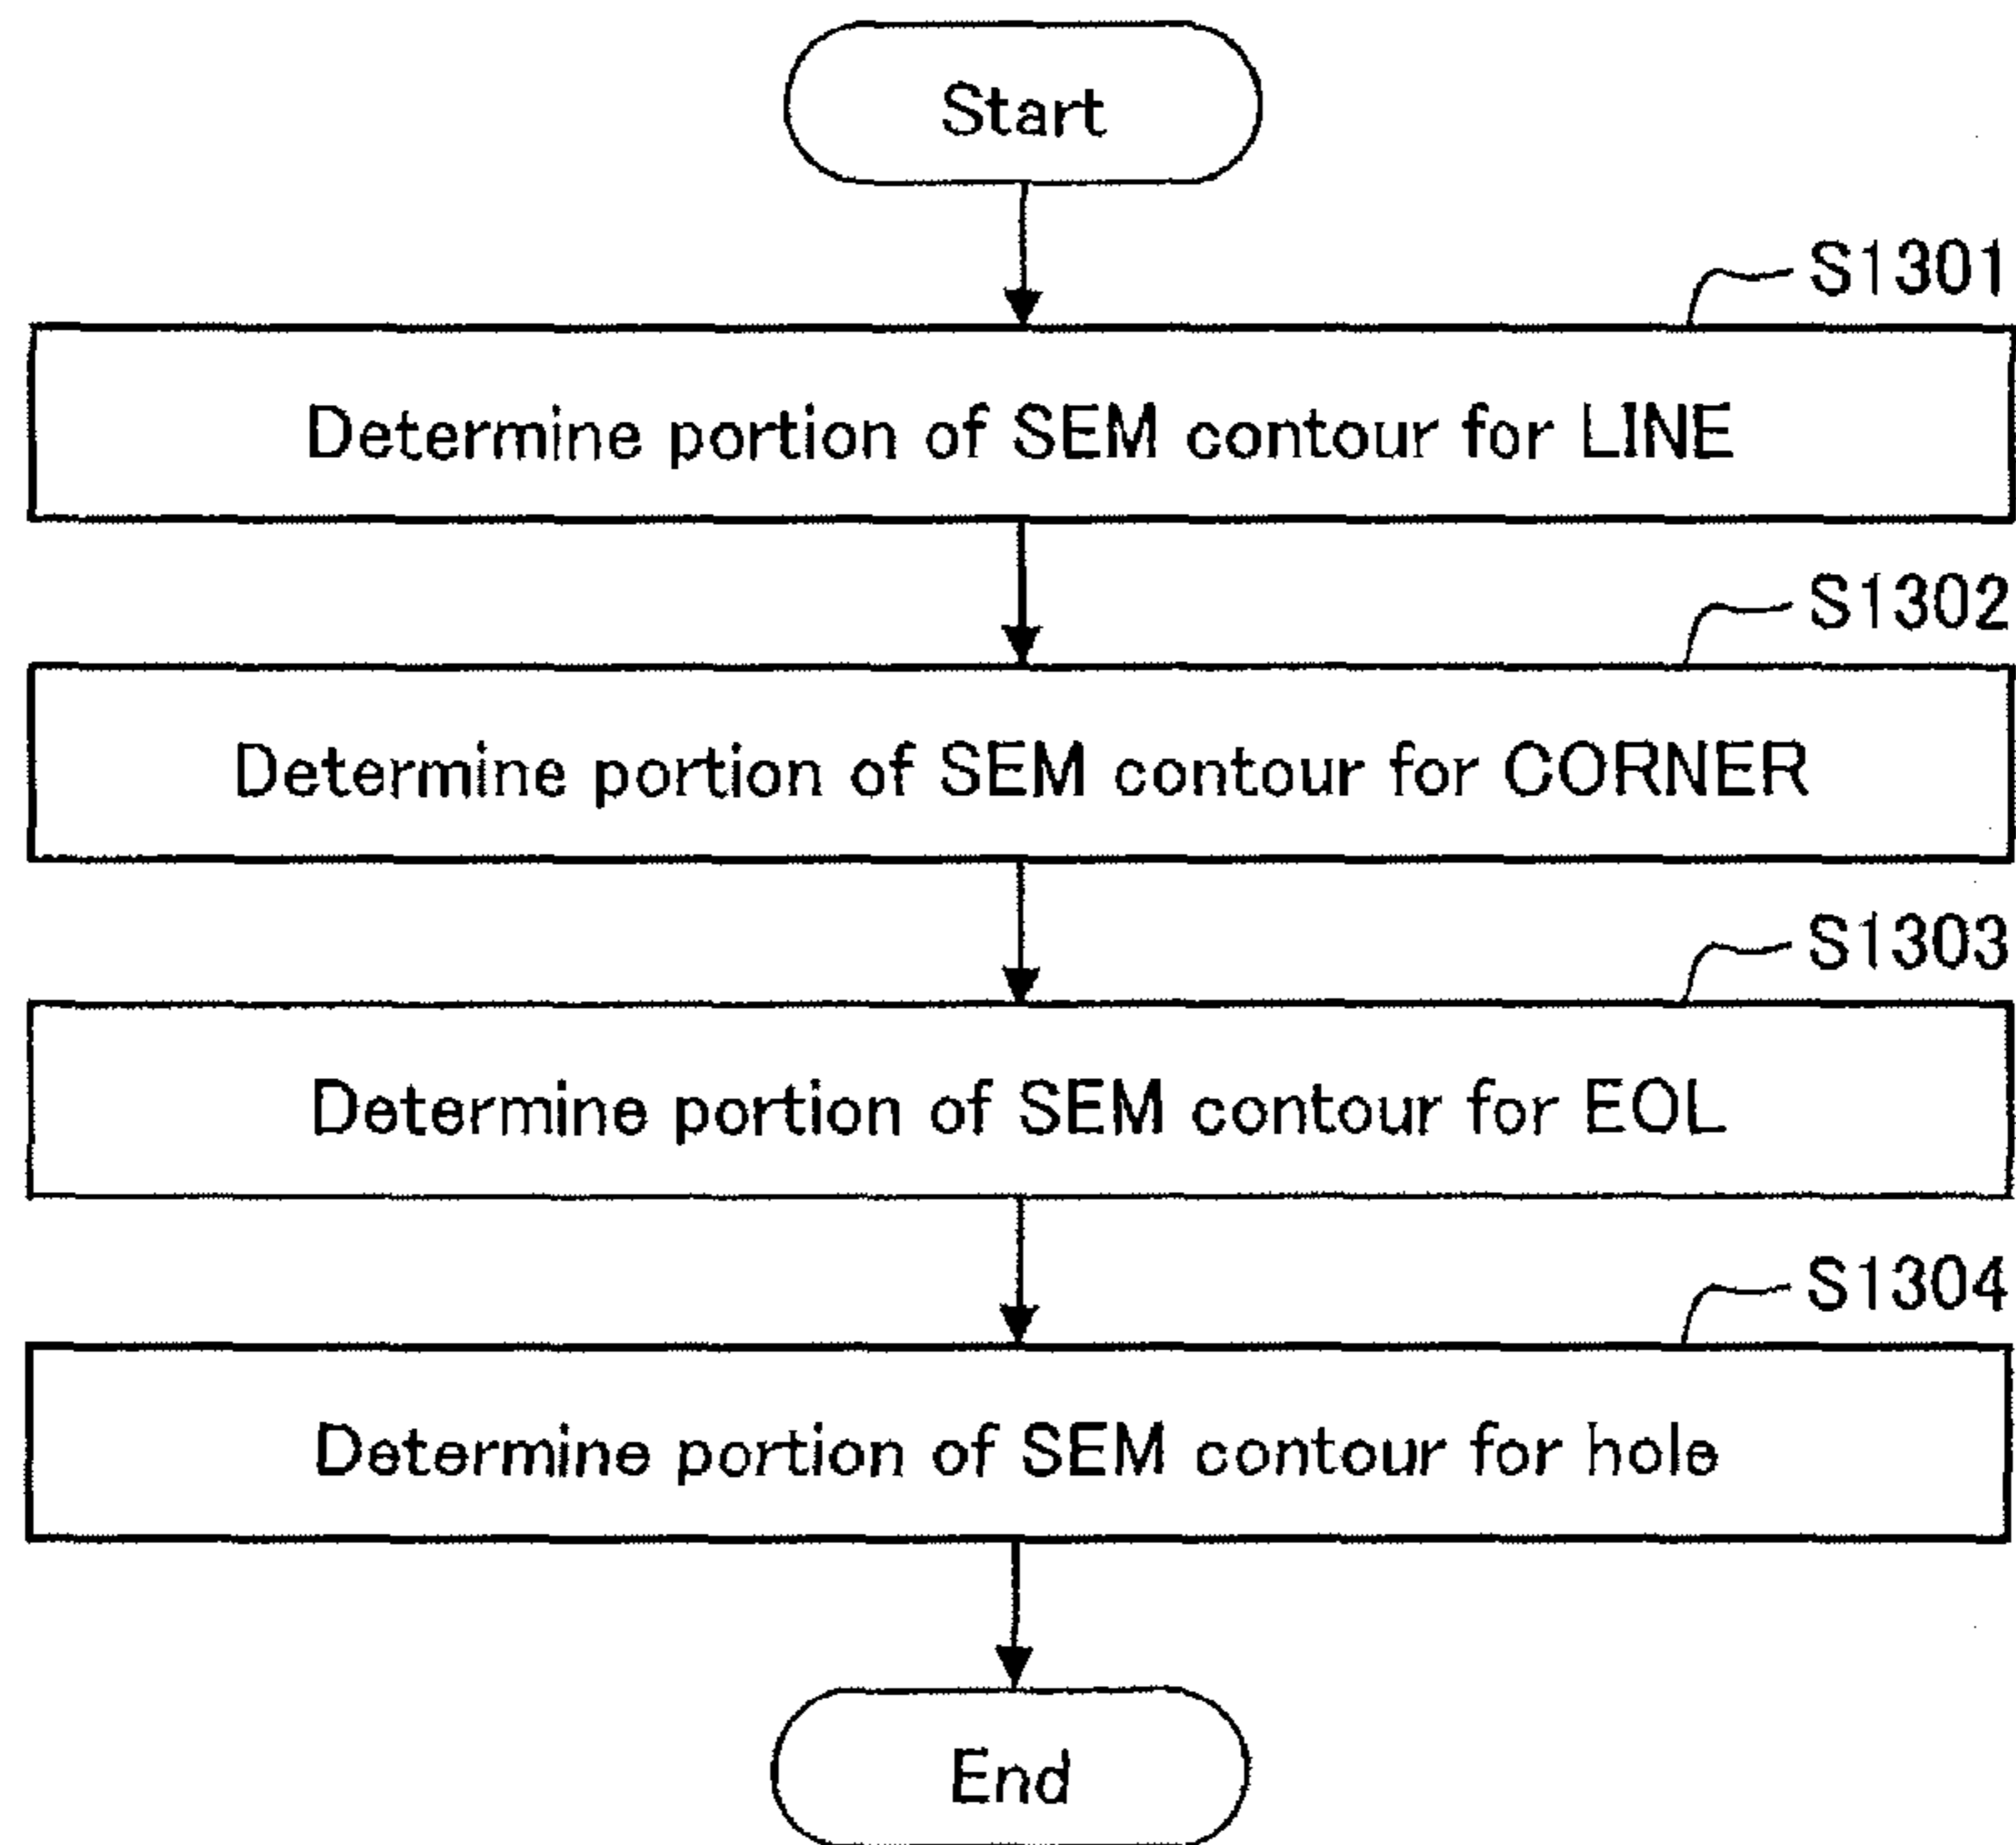 Start
S1301
Determine portion of SEM contour for LINE
S1302
Determine portion of SEM contour for CORNER
S1303
Determine portion of SEM contour for EOL
S1304
Determine portion of SEM contour for hole
End